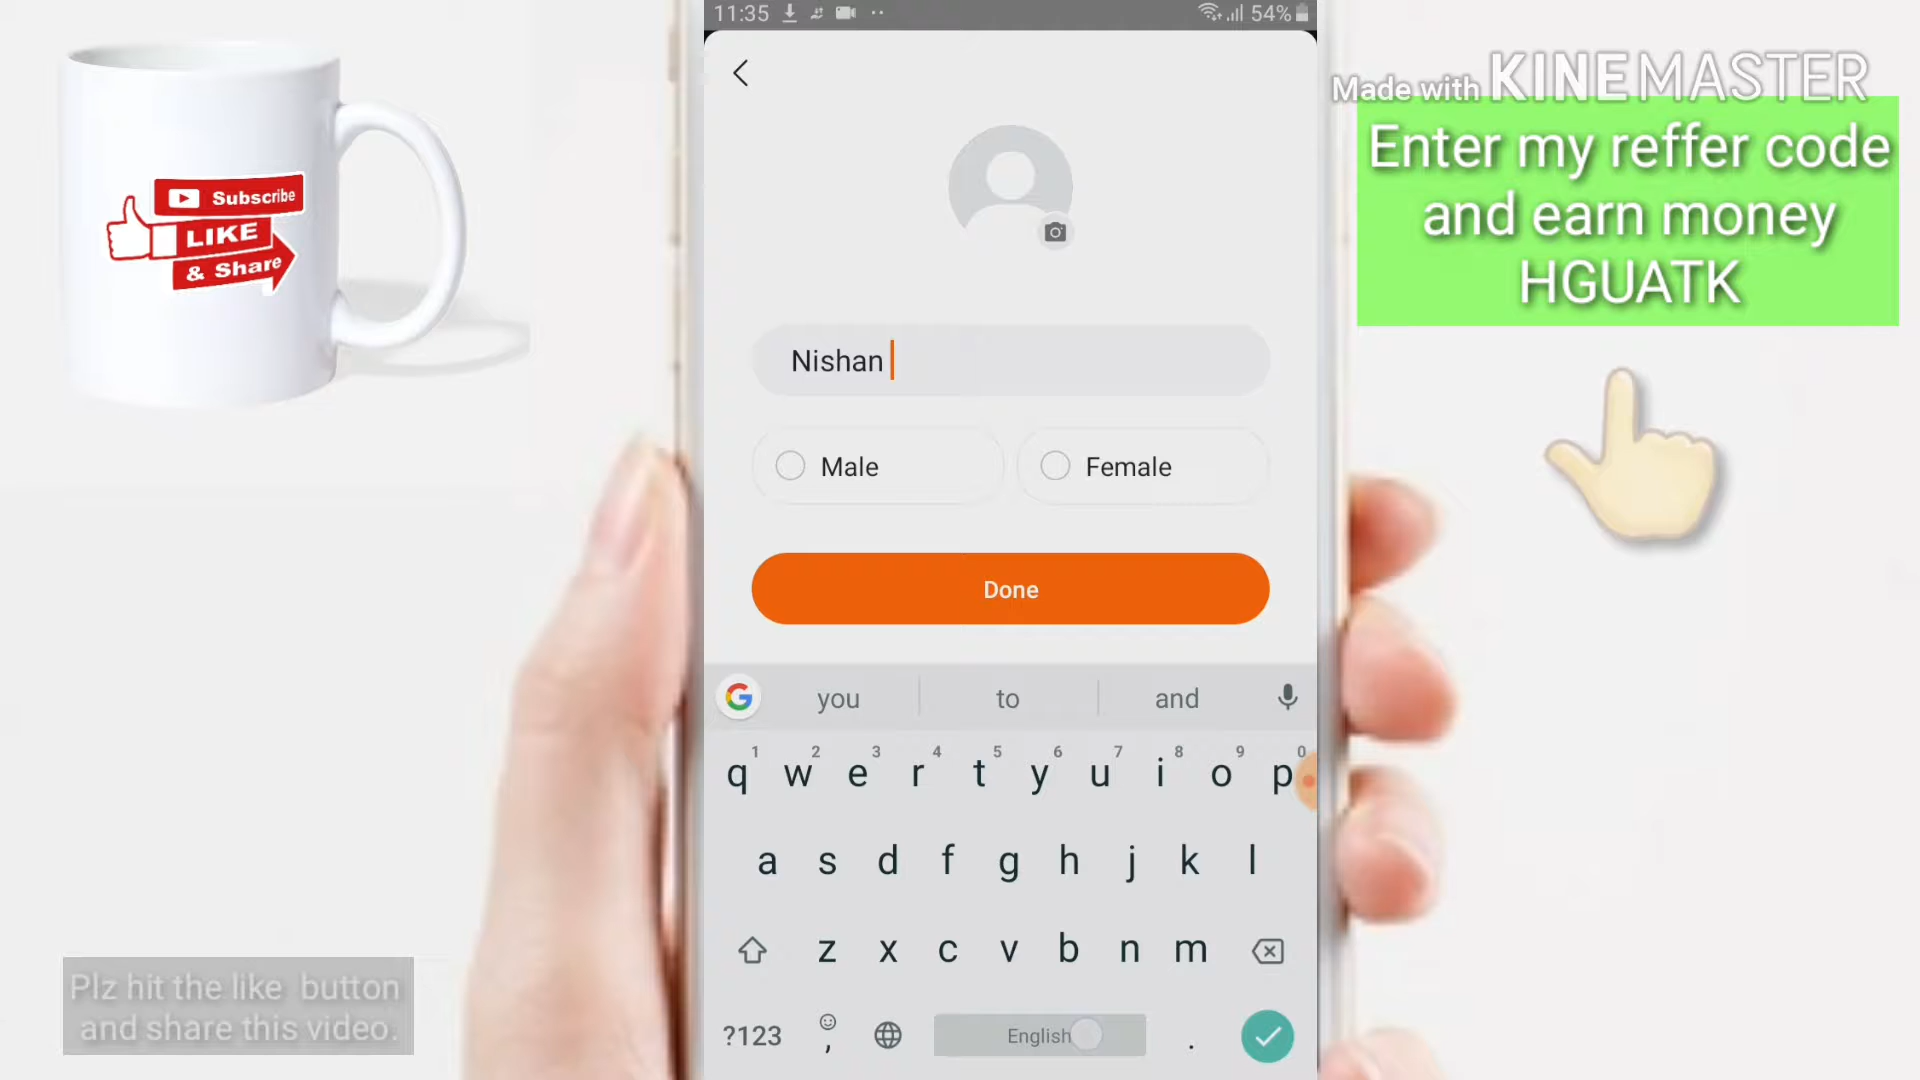 11:35
54%
Made with KINEMASTER
Enter my reffer code
and earn money
HGUATK
Subscribe
LIKE
& Share
Nishan
Male
Female
Done
you
to
and
1 2 3 4 5 6 7 8 9 0
q w e r t y u i o p
a s d f g h j k l
z x c v b n m
?123 , English .
Plz hit the like button
and share this video.